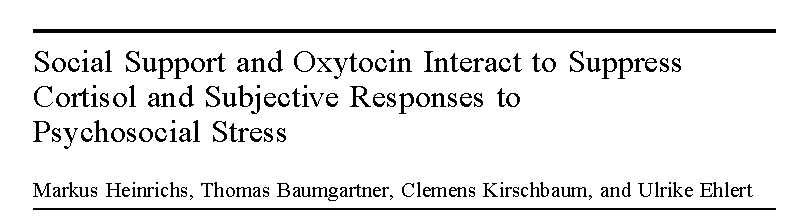 Social Support and Oxytocin Interact to Suppress
Cortisol and Subjective Responses to
Psychosocial Stress
Markus Heinrichs, Thomas Baumgartner, Clemens Kirschbaum, and Ulrike Ehlert